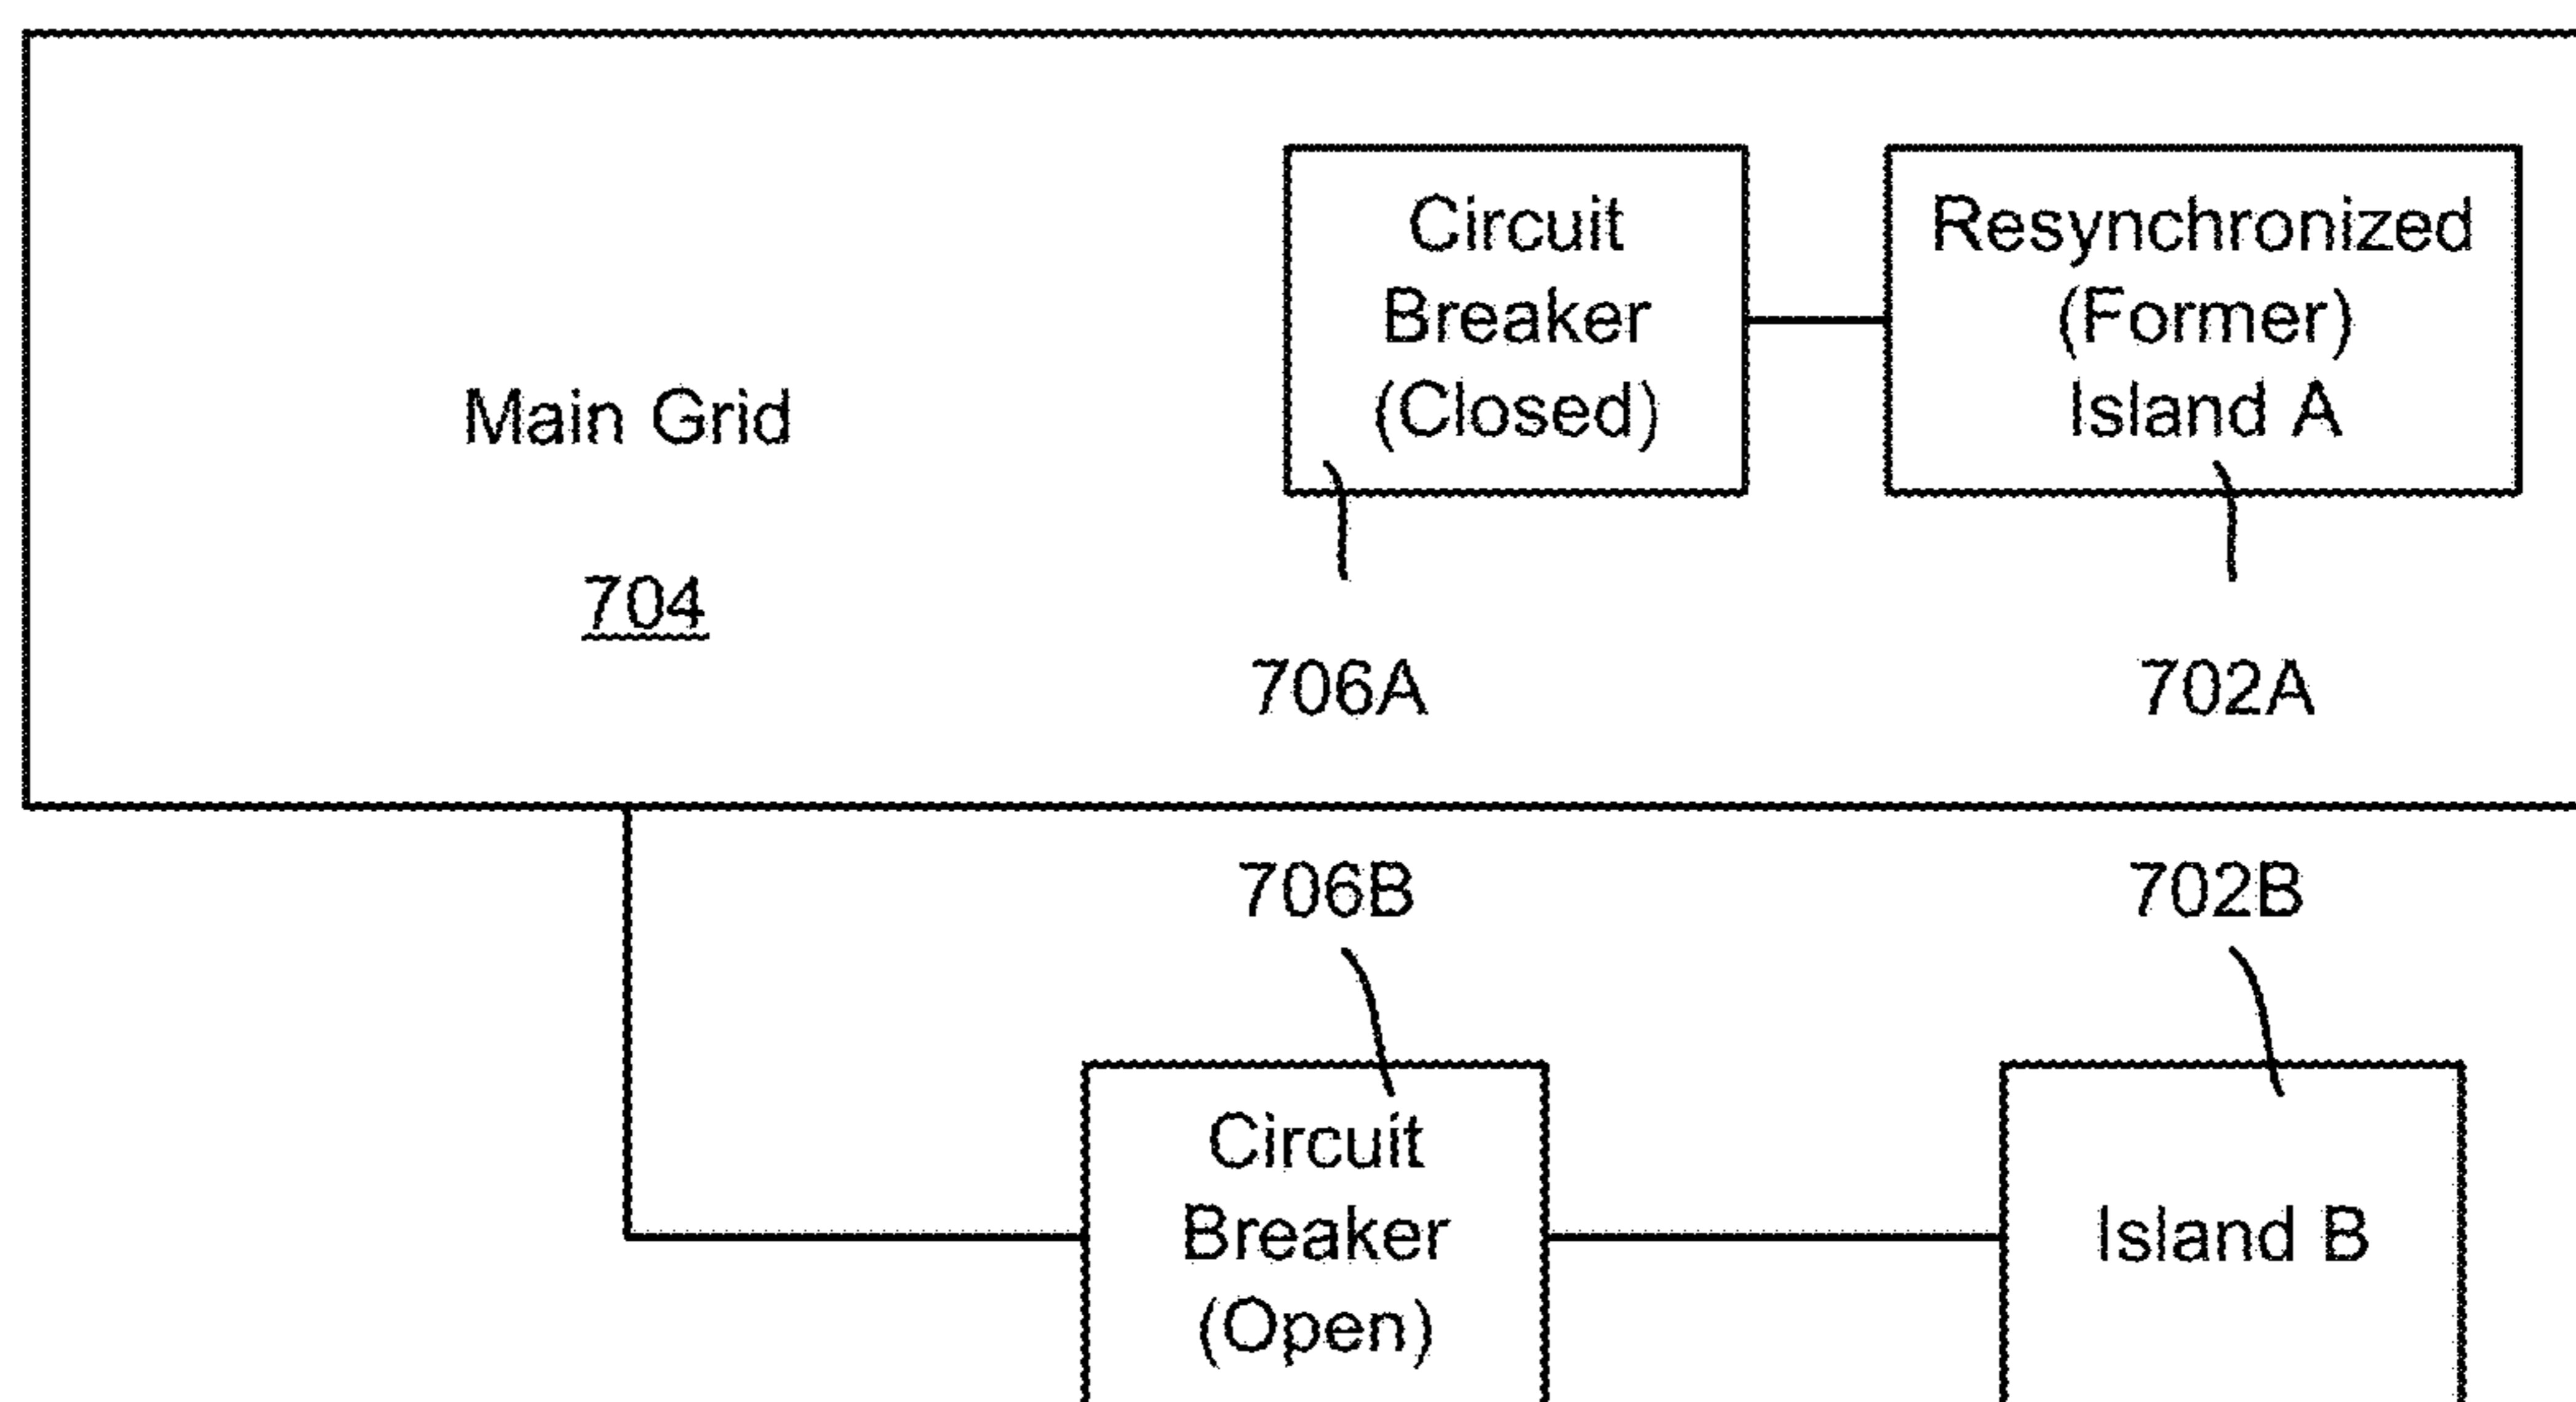 Main Grid
704
Circuit
Breaker
(Closed)
706A
Resynchronized
(Former)
Island A
702A
706B
Circuit
Breaker
(Open)
702B
Island B